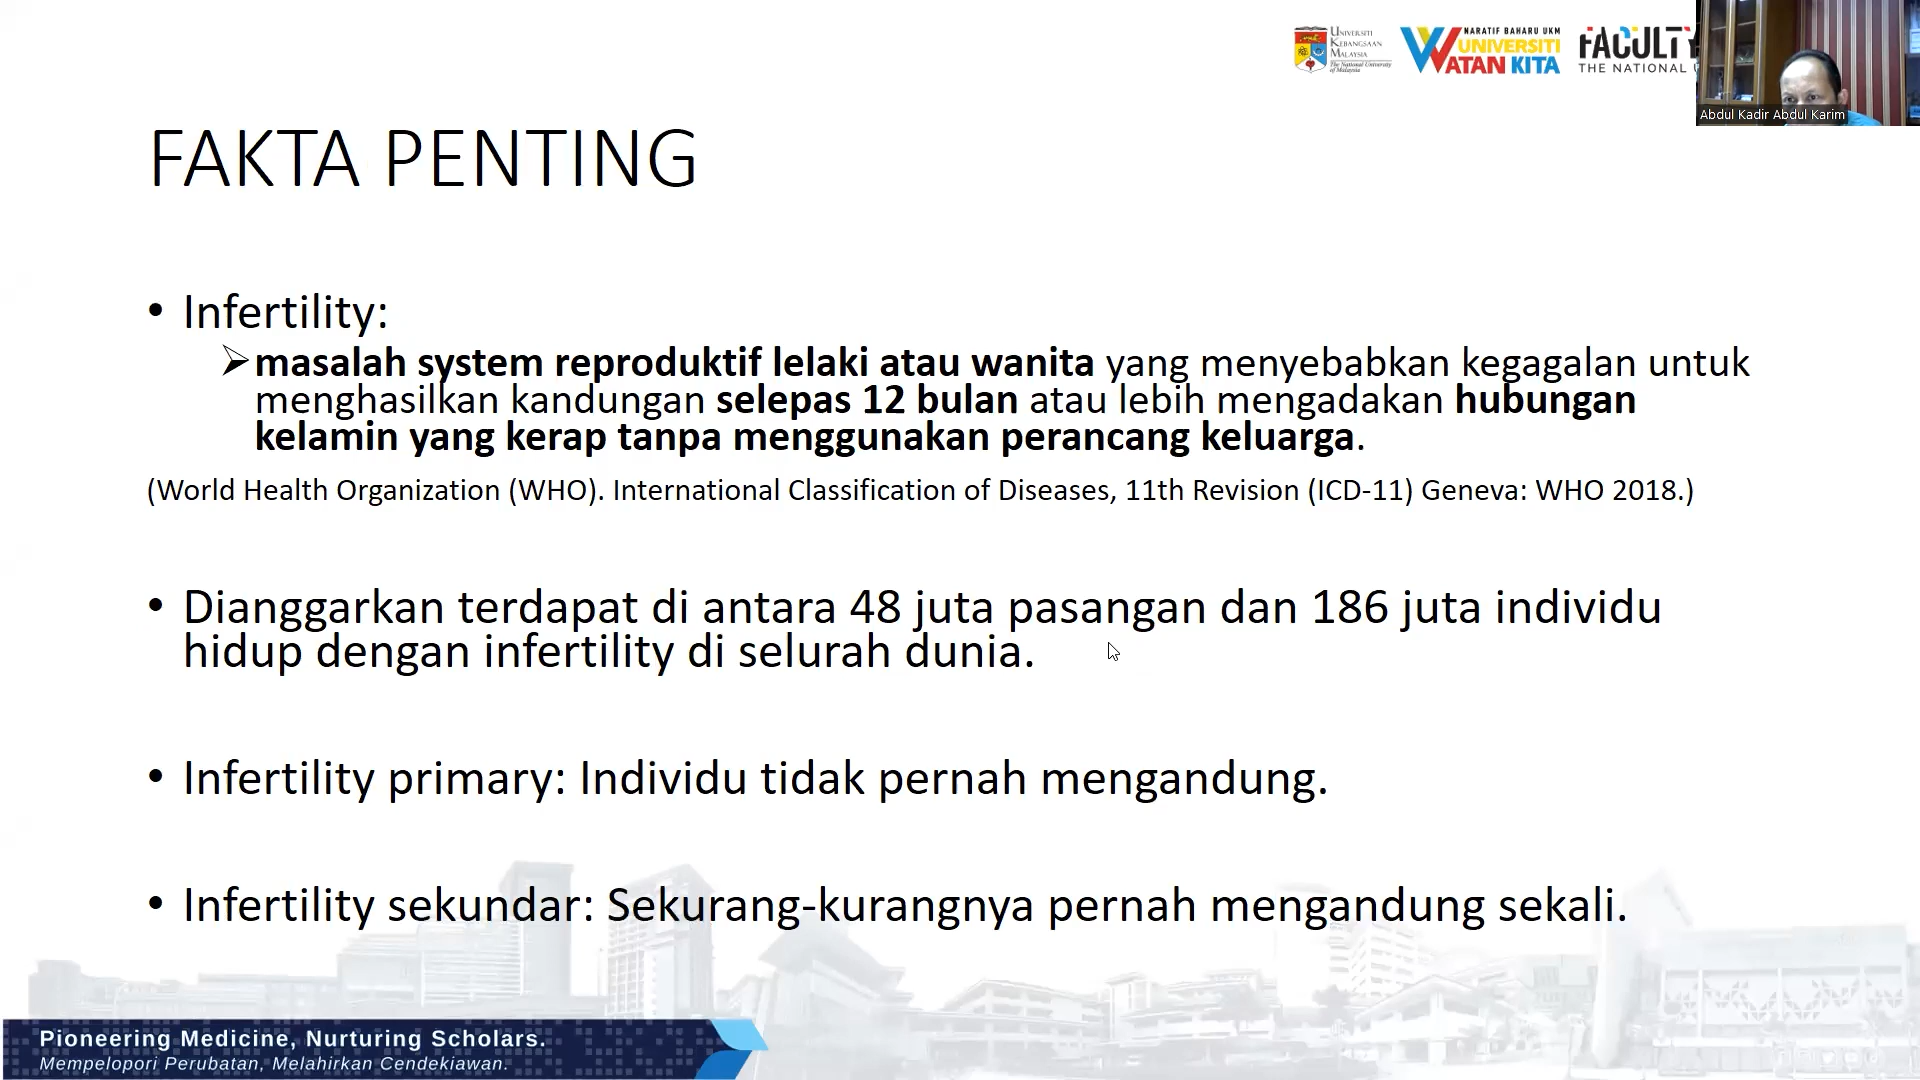 UNIVERSITI
KEBANGSAAN
MALAYSIA
The National University
of Malaysia
NARATIF BAHARU UKM
UNIVERSITI
WATAN KITA
FACULTY
THE NATIONAL
Abdul Kadir Abdul Karim
FAKTA PENTING
• Infertility:
➢masalah system reproduktif lelaki atau wanita yang menyebabkan kegagalan untuk
menghasilkan kandungan selepas 12 bulan atau lebih mengadakan hubungan
kelamin yang kerap tanpa menggunakan perancang keluarga.
(World Health Organization (WHO). International Classification of Diseases, 11th Revision (ICD-11) Geneva: WHO 2018.)
• Dianggarkan terdapat di antara 48 juta pasangan dan 186 juta individu
hidup dengan infertility di selurah dunia.
• Infertility primary: Individu tidak pernah mengandung.
• Infertility sekundar: Sekurang-kurangnya pernah mengandung sekali.
Pioneering Medicine, Nurturing Scholars.
Mempelopori Perubatan, Melahirkan Cendekiawan.